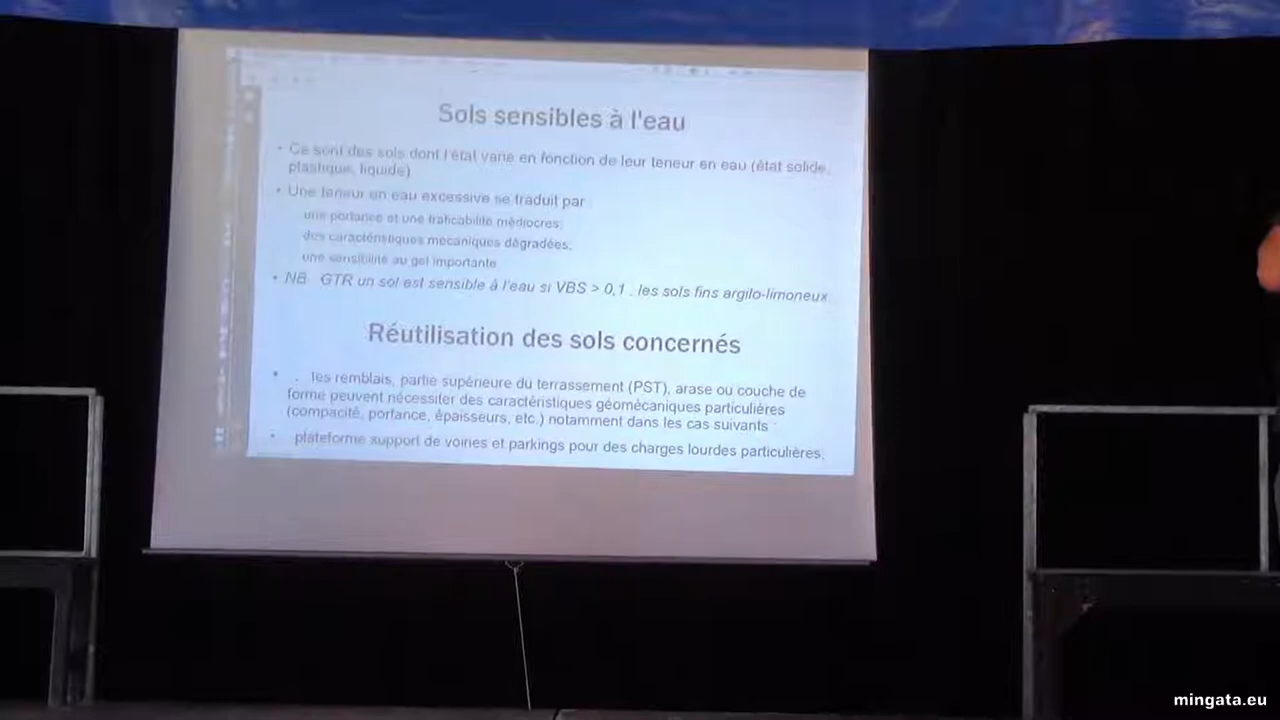 Sols sensibles à l'eau
• Ce sont des sols dont l'état varie en fonction de leur teneur en eau (état solide,
plastique, liquide)
• Une teneur en eau excessive se traduit par
une portance et une traficabilité médiocres;
des caractéristiques mécaniques dégradées;
une sensibilité au gel importante
• NB GTR un sol est sensible à l'eau si VBS > 0,1 . les sols fins argilo-limoneux
Réutilisation des sols concernés
• . les remblais, partie supérieure du terrassement (PST), arase ou couche de
forme peuvent nécessiter des caractéristiques géomécaniques particulières
(compacité, portance, épaisseurs, etc.) notamment dans les cas suivants :
• plateforme support de voiries et parkings pour des charges lourdes particulières,
mingata.eu